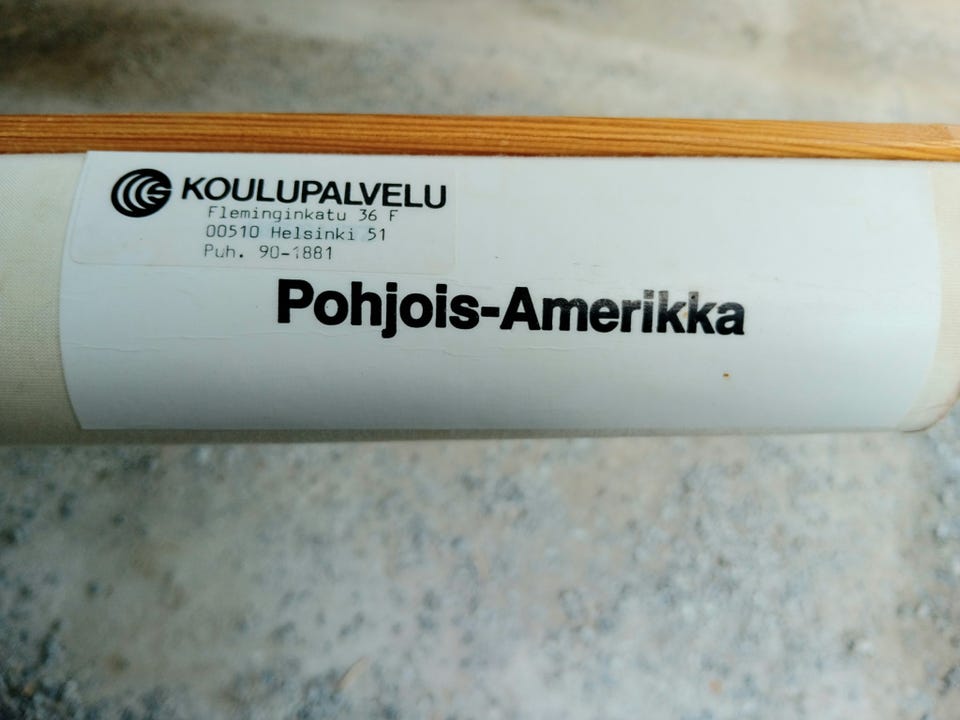 KOULUPALVELU
Fleminginkatu 36 F
00510 Helsinki 51
Puh. 90-1881
Pohjois-Amerikka